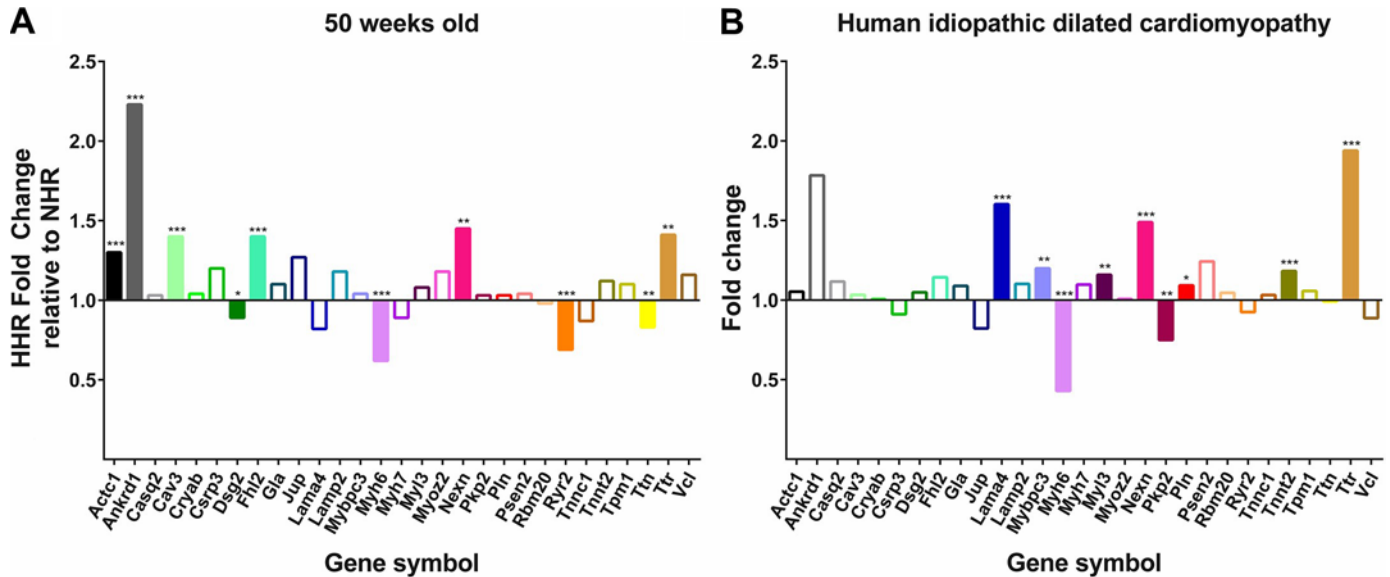 A
50 weeks old
HHR Fold Change
relative to NHR
2.5
2.0
1.5
1.0
0.5
***
***
***
*
***
***
**
***
**
**
Actc1
Ankrd1
Casq2
Cav3
Cryab
Csrp3
Dsg2
Fhl2
Gla
Jup
Lama4
Lamp2
Mybpc3
Myh6
Myh7
Myl3
Myoz2
Nexn
Pkp2
Pln
Psen2
Rbm20
Ryr2
Tnnc1
Tnnt2
Tpm1
Ttn
Ttr
Vcl
Gene symbol
B
Human idiopathic dilated cardiomyopathy
Fold change
2.5
2.0
1.5
1.0
0.5
***
**
***
**
***
**
*
***
***
Actc1
Ankrd1
Casq2
Cav3
Cryab
Csrp3
Dsg2
Fhl2
Gla
Jup
Lama4
Lamp2
Mybpc3
Myh6
Myh7
Myl3
Myoz2
Nexn
Pkp2
Pln
Psen2
Rbm20
Ryr2
Tnnc1
Tnnt2
Tpm1
Ttn
Ttr
Vcl
Gene symbol